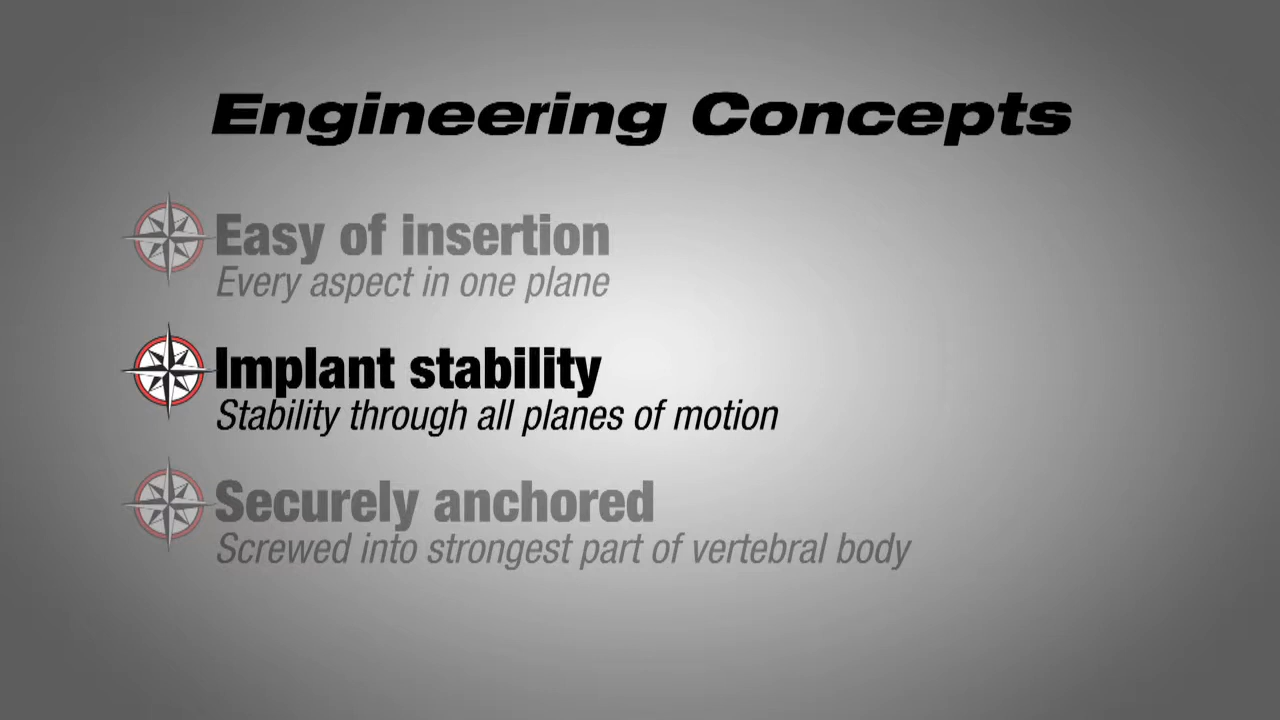 Engineering Concepts
Easy of insertion
Every aspect in one plane
Implant stability
Stability through all planes of motion
Securely anchored
Screwed into strongest part of vertebral body